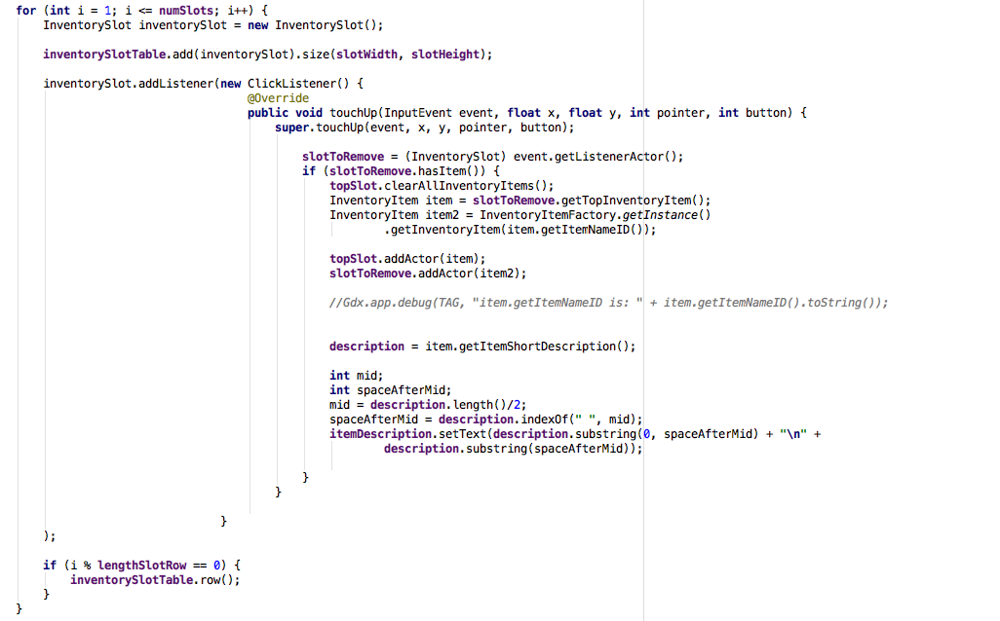 for (int i = 1; i <= numSlots; i++) {
InventorySlot inventorySlot = new InventorySlot();
inventorySlotTable.add(inventorySlot).size(slotWidth, slotHeight);
inventorySlot.addListener(new ClickListener() {
@Override
public void touchUp(InputEvent event, float x, float y, int pointer, int button) {
super.touchUp(event, x, y, pointer, button);
slotToRemove = (InventorySlot) event.getListenerActor();
if (slotToRemove.hasItem()) {
topSlot.clearAllInventoryItems();
InventoryItem item = slotToRemove.getTopInventoryItem();
InventoryItem item2 = InventoryItemFactory.getInstance()
.getInventoryItem(item.getItemNameID());
topSlot.addActor(item);
slotToRemove.addActor(item2);
//Gdx.app.debug(TAG, "item.getItemNameID is: " + item.getItemNameID().toString());
description = item.getItemShortDescription();
int mid;
int spaceAfterMid;
mid = description.length()/2;
spaceAfterMid = description.indexOf(" ", mid);
itemDescription.setText(description.substring(0, spaceAfterMid) + "\n" +
description.substring(spaceAfterMid));
}
}
}
);
if (i % lengthSlotRow == 0) {
inventorySlotTable.row();
}
}